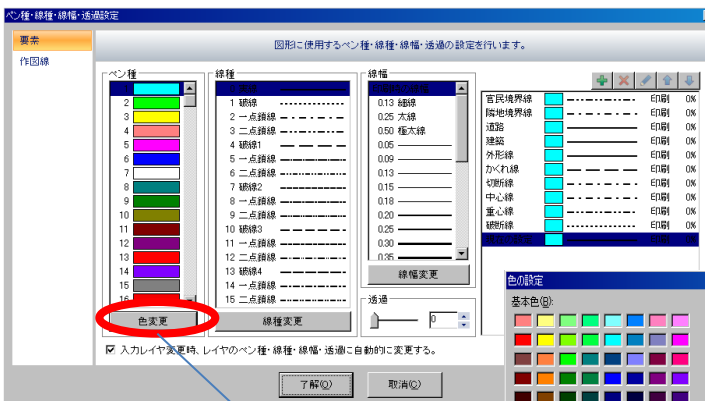 ペン種・線種・線幅・透過設定
要素
作図線
図形に使用するペン種・線種・線幅・透過の設定を行います。
ペン種
1
2
3
4
5
6
7
8
9
10
11
12
13
14
15
16
色変更
線種
0 実線
1 破線
2 一点鎖線
3 二点鎖線
4 破線1
5 一点鎖線
6 二点鎖線
7 破線2
8 一点鎖線
9 二点鎖線
10 破線3
11 一点鎖線
12 二点鎖線
13 破線4
14 一点鎖線
15 二点鎖線
線種変更
線幅
0.13 細線
0.25 太線
0.50 極太線
0.05
0.09
0.13
0.15
0.18
0.20
0.25
0.30
0.35
線幅変更
透過
0
官民境界線 印刷 0%
隣地境界線 印刷 0%
道路 印刷 0%
建築 印刷 0%
外形線 印刷 0%
かくれ線 印刷 0%
切断線 印刷 0%
中心線 印刷 0%
重心線 印刷 0%
破断線 印刷 0%
入力レイヤ変更時、レイヤのペン種・線種・線幅・透過に自動的に変更する。
了解(O)
取消(C)
色の設定
基本色(B):